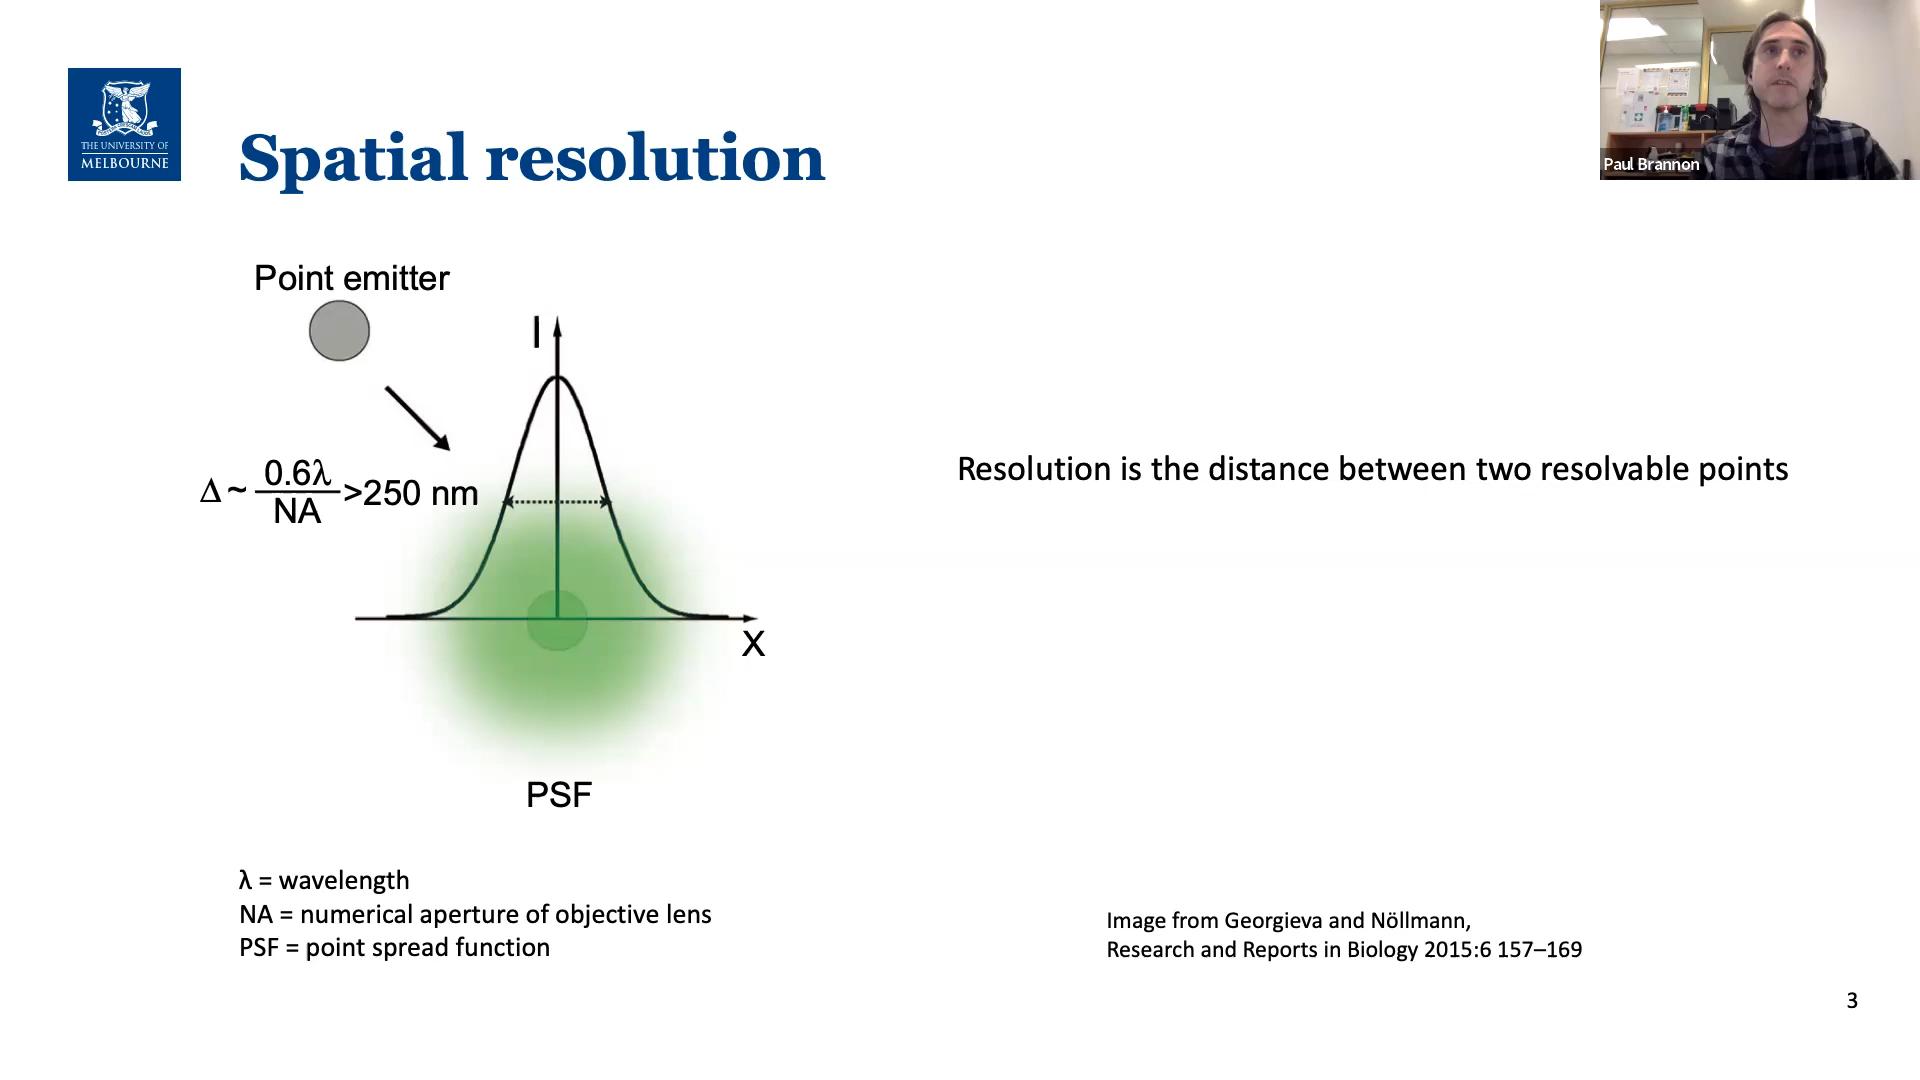 THE UNIVERSITY OF
MELBOURNE
Spatial resolution
Paul Brannon
Point emitter
I
Δ ~ 0.6λ/NA >250 nm
X
PSF
Resolution is the distance between two resolvable points
λ = wavelength
NA = numerical aperture of objective lens
PSF = point spread function
Image from Georgieva and Nöllmann,
Research and Reports in Biology 2015:6 157–169
3